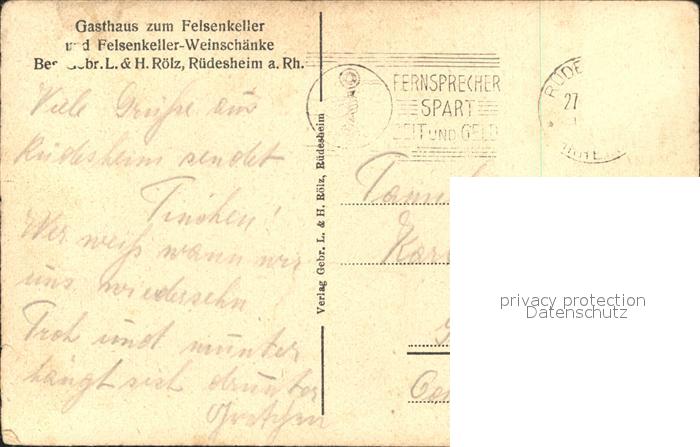 Gasthaus zum Felsenkeller
und Felsenkeller-Weinschänke
Bes. Gebr. L. & H. Rölz, Rüdesheim a. Rh.
Viele Grüße aus
Rüdesheim sendet
Tinchen!
Wer weiß wann wir
uns wiedersehn
Froh und munter
hängt sich drunter
Gretchen
Verlag Gebr. L. & H. Rölz, Rüdesheim
FERNSPRECHER
SPART
ZEIT UND GELD
RÜDE
27
privacy protection
Datenschutz